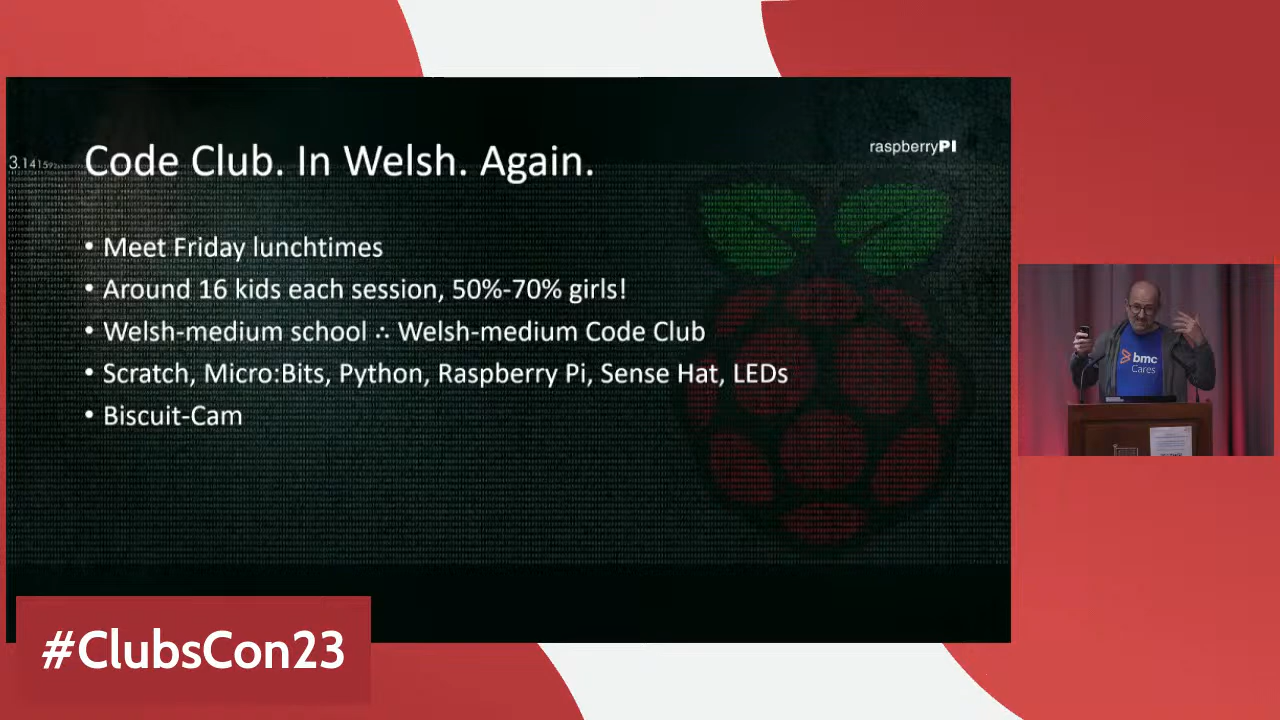 Code Club. In Welsh. Again.
raspberryPI
3.1415
• Meet Friday lunchtimes
• Around 16 kids each session, 50%-70% girls!
• Welsh-medium school ∴ Welsh-medium Code Club
• Scratch, Micro:Bits, Python, Raspberry Pi, Sense Hat, LEDs
• Biscuit-Cam
bmc
Cares
#ClubsCon23